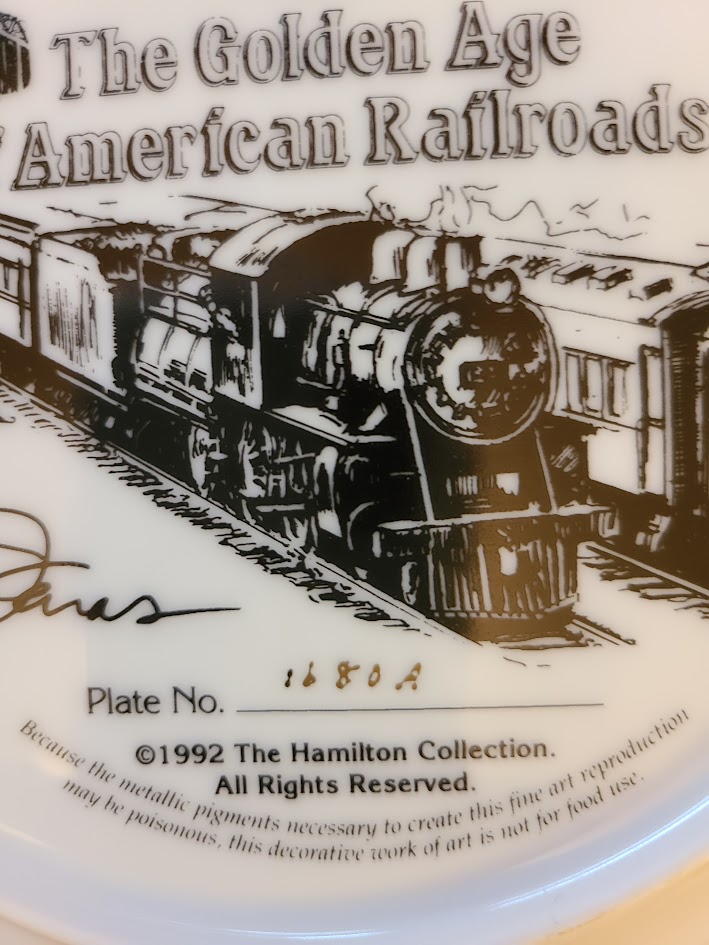 The Golden Age
American Railroads
Plate No. 1680A
©1992 The Hamilton Collection.
All Rights Reserved.
Because the metallic pigments necessary to create this fine art reproduction
may be poisonous, this decorative work of art is not for food use.